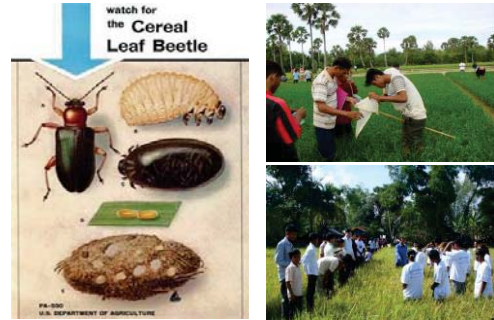 watch for
the Cereal
Leaf Beetle
PA-550
U.S. DEPARTMENT OF AGRICULTURE